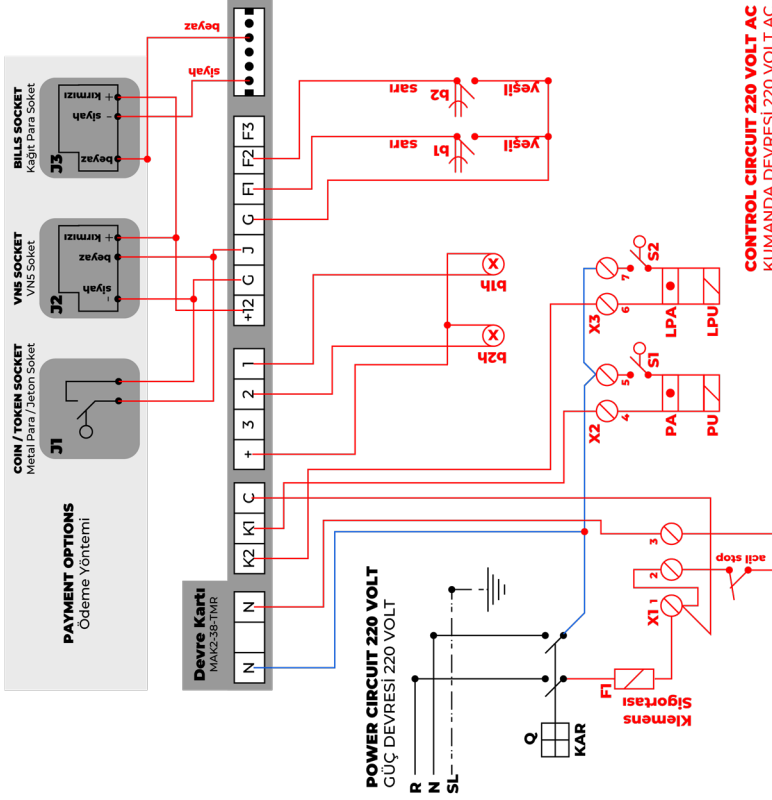 CONTROL CIRCUIT 220 VOLT AC
KUMANDA DEVRESİ 220 VOLT AC
BILLS SOCKET
Kağıt Para Soket
J3
+ kırmızı
- siyah
beyaz
VN5 SOCKET
VN5 Soket
J2
+ kırmızı
beyaz
- siyah
COIN / TOKEN SOCKET
Metal Para / Jeton Soket
J1
PAYMENT OPTIONS
Ödeme Yöntemi
beyaz
siyah
F3
F2
F1
G
J
G
+12
1
2
3
+
C
K1
K2
N
N
Devre Kartı
MAK2-38-TMR
sarı
b2
yeşil
sarı
b1
yeşil
X
b1h
X
b2h
S2
7
X3
6
LPA
LPU
S1
5
X2
4
PA
PU
3
2
X1
1
acil stop
POWER CIRCUIT 220 VOLT
GÜÇ DEVRESİ 220 VOLT
R
N
SL
Q
KAR
F1
Klemens
Sigortası